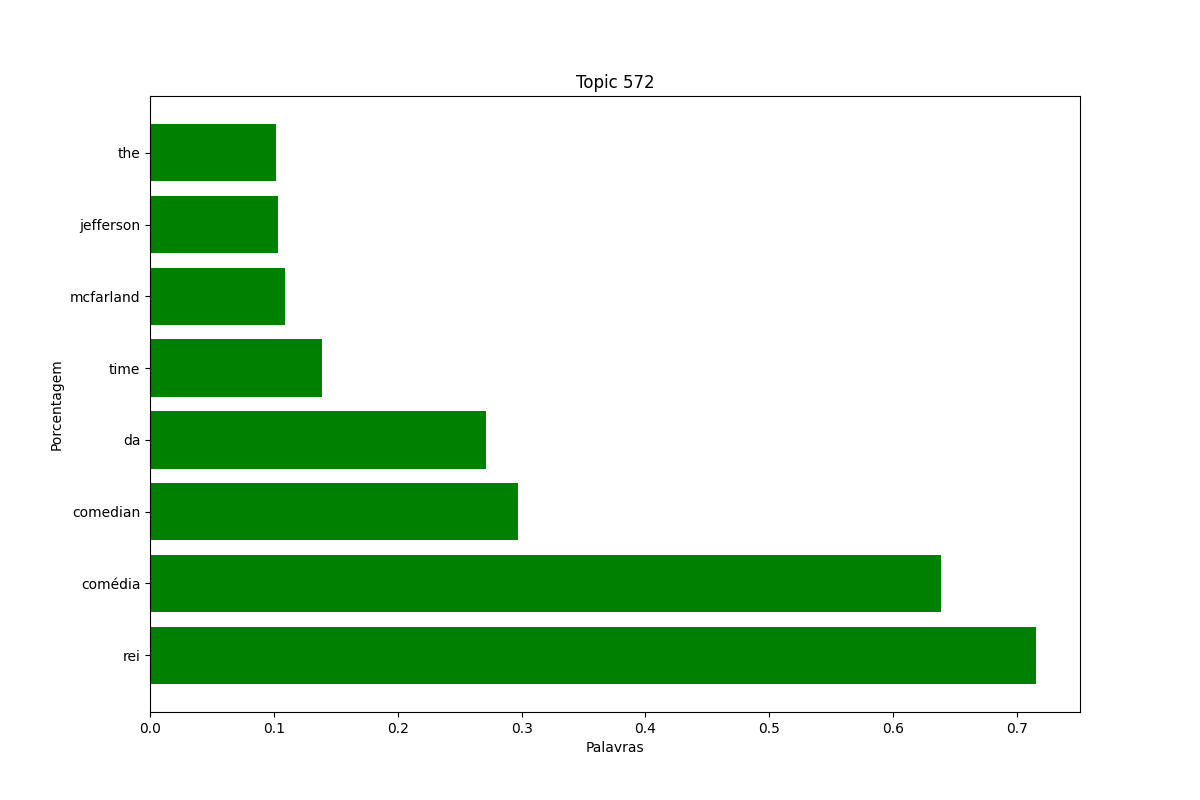 Topic 572
the
jefferson
mcfarland
time
da
comedian
comédia
rei
Porcentagem
0.0 0.1 0.2 0.3 0.4 0.5 0.6 0.7
Palavras